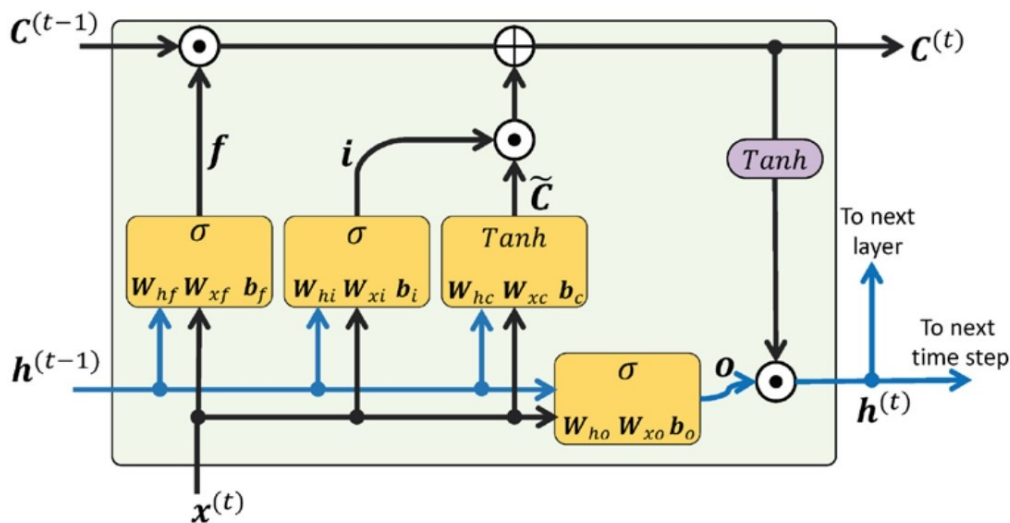 C^(t−1)
C^(t)
f
i
C̃
Tanh
σ
W_hf W_xf b_f
σ
W_hi W_xi b_i
Tanh
W_hc W_xc b_c
To next
layer
To next
time step
h^(t−1)
σ
W_ho W_xo b_o
o
h^(t)
x^(t)